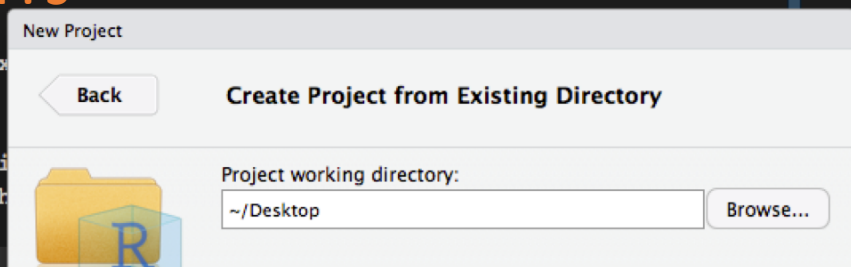 New Project
Back
Create Project from Existing Directory
Project working directory:
~/Desktop
Browse...
R